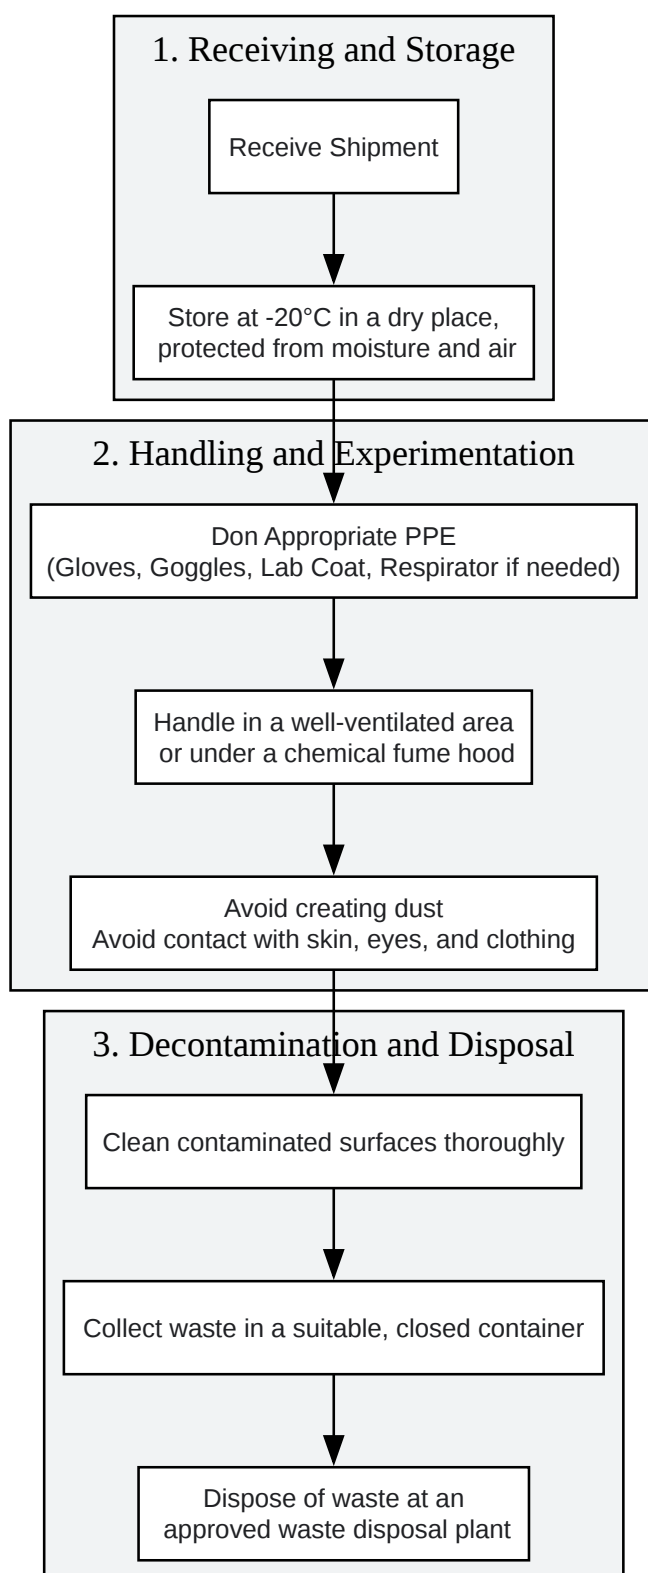 1. Receiving and Storage
Receive Shipment
Store at -20°C in a dry place,
protected from moisture and air
2. Handling and Experimentation
Don Appropriate PPE
(Gloves, Goggles, Lab Coat, Respirator if needed)
Handle in a well-ventilated area
or under a chemical fume hood
Avoid creating dust
Avoid contact with skin, eyes, and clothing
3. Decontamination and Disposal
Clean contaminated surfaces thoroughly
Collect waste in a suitable, closed container
Dispose of waste at an
approved waste disposal plant